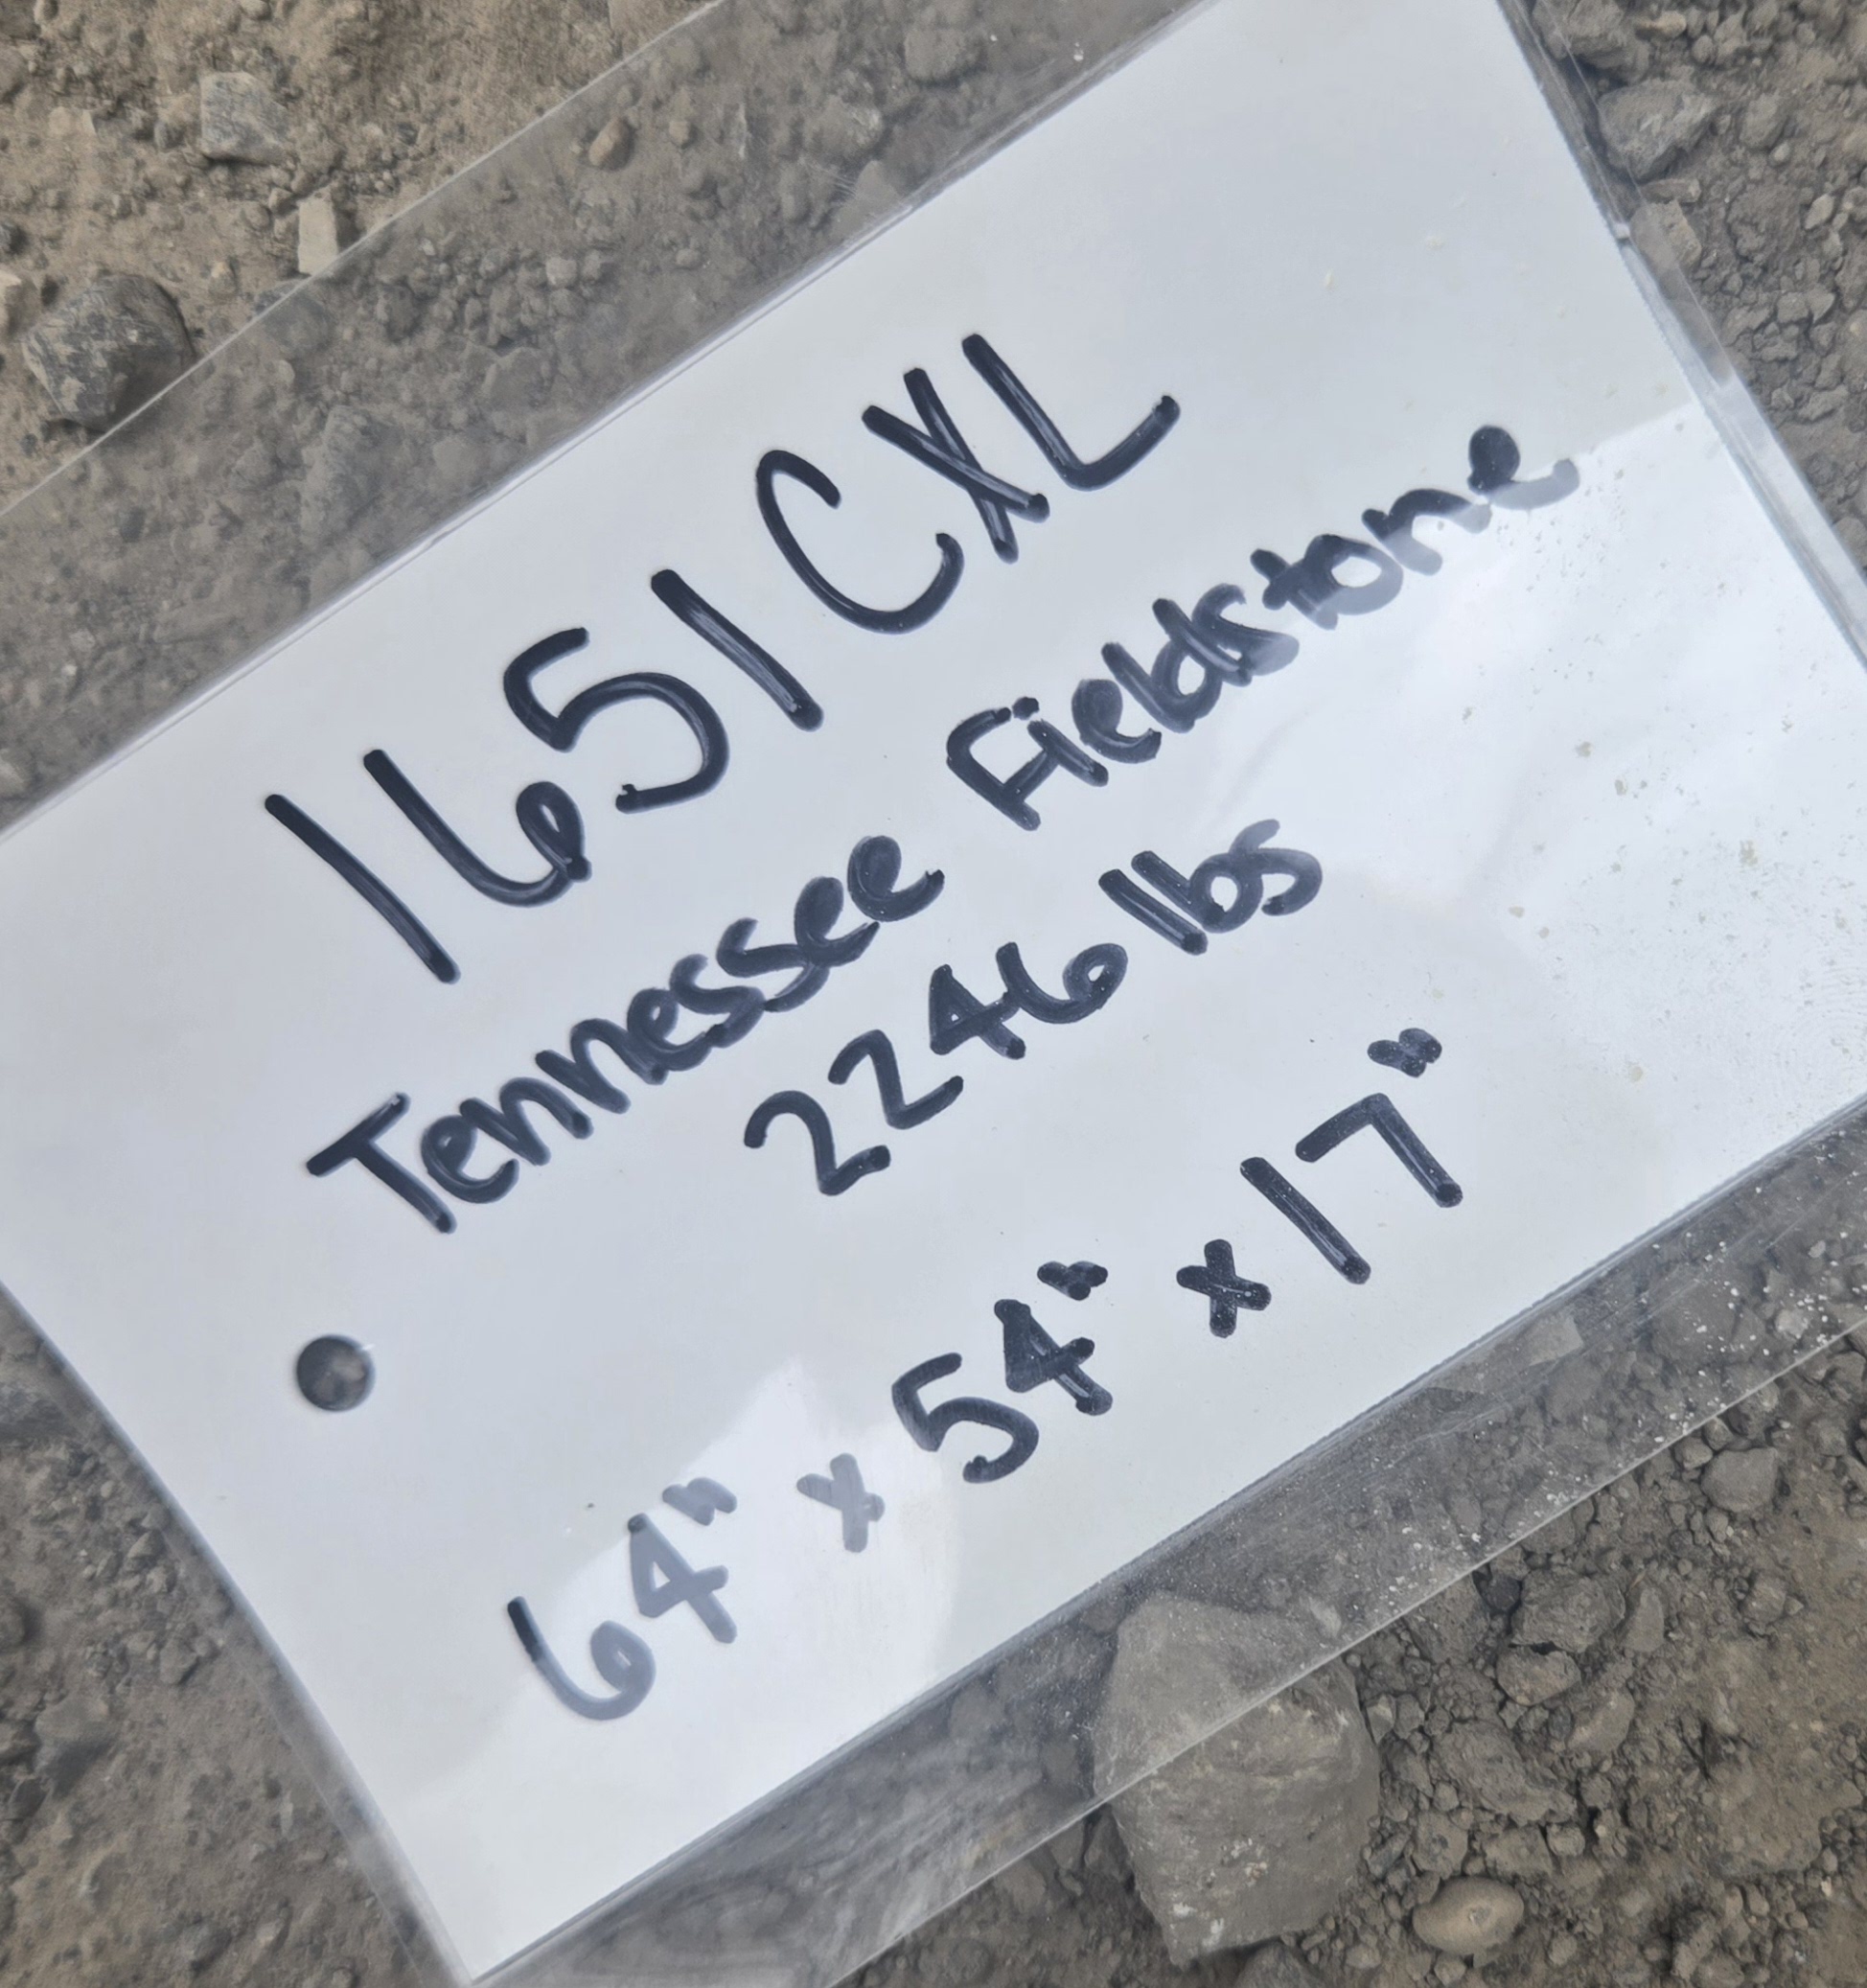 1651CXL
Tennessee Fieldstone
2246 lbs
64" x 54" x 17"